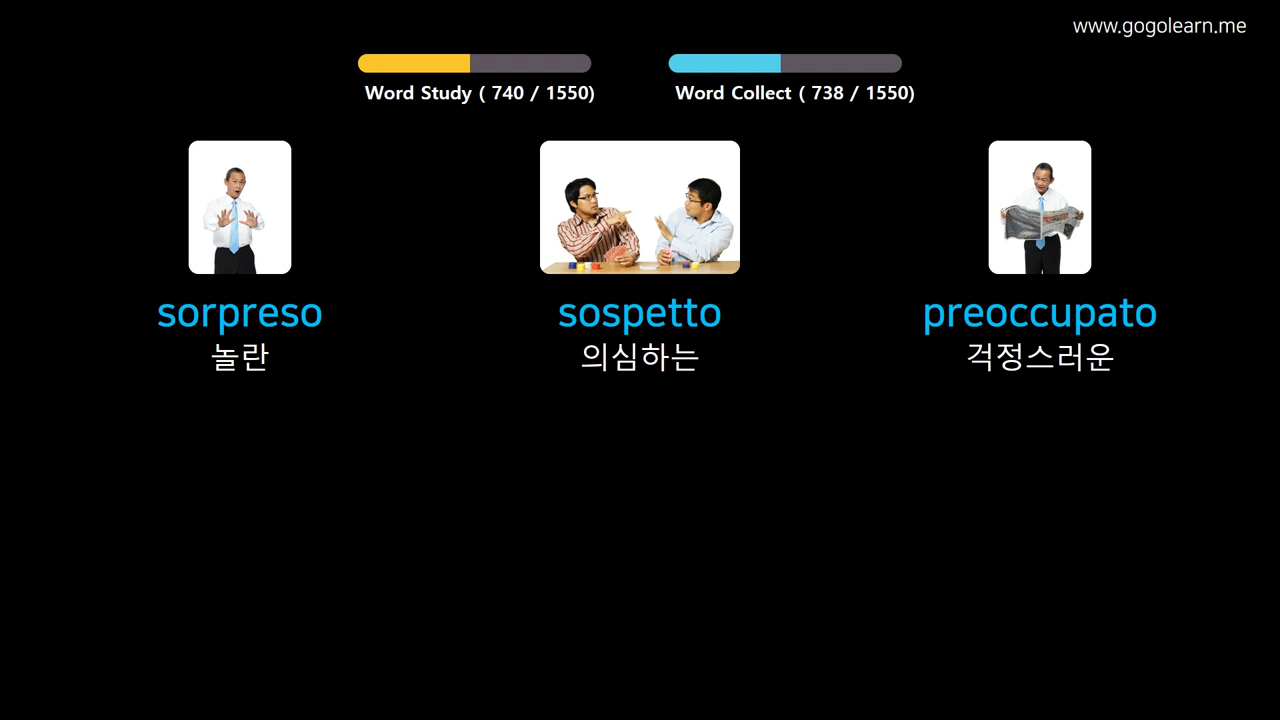 www.gogolearn.me
Word Study ( 740 / 1550)
Word Collect ( 738 / 1550)
sorpreso
놀란
sospetto
의심하는
preoccupato
걱정스러운